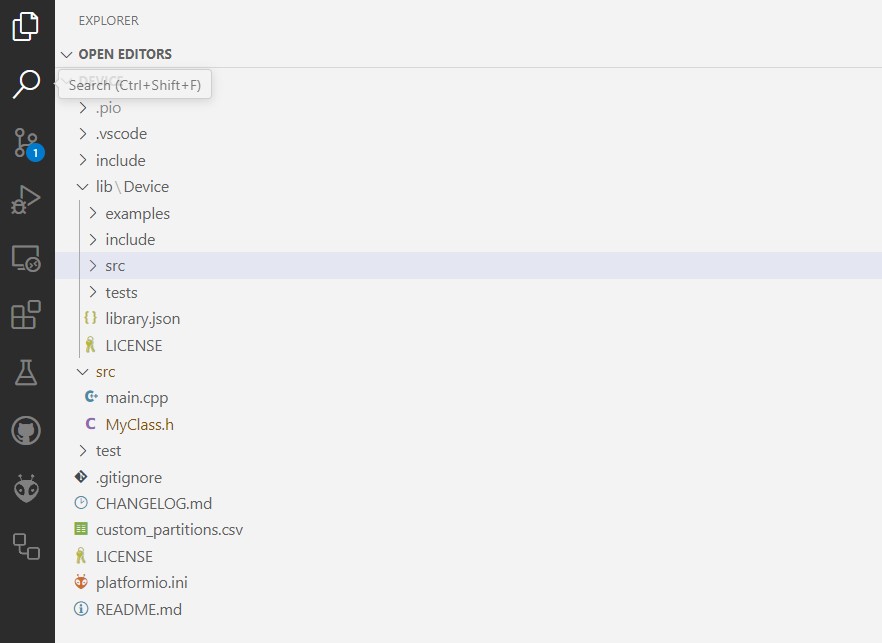 EXPLORER
OPEN EDITORS
DEVICE
Search (Ctrl+Shift+F)
.pio
1
.vscode
include
lib\Device
examples
include
src
tests
{} library.json
LICENSE
src
C+ main.cpp
C MyClass.h
test
.gitignore
CHANGELOG.md
custom_partitions.csv
LICENSE
platformio.ini
README.md